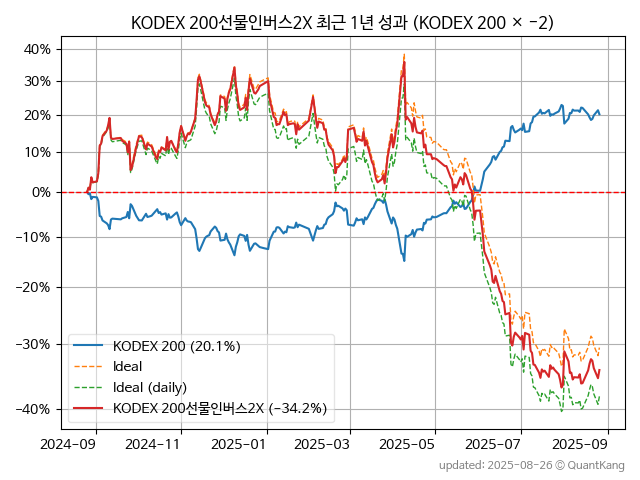 KODEX 200선물인버스2X 최근 1년 성과 (KODEX 200 × −2)
40%
30%
20%
10%
0%
−10%
−20%
−30%
−40%
KODEX 200 (20.1%)
Ideal
Ideal (daily)
KODEX 200선물인버스2X (−34.2%)
2024-09 2024-11 2025-01 2025-03 2025-05 2025-07 2025-09
updated: 2025-08-26 © QuantKang